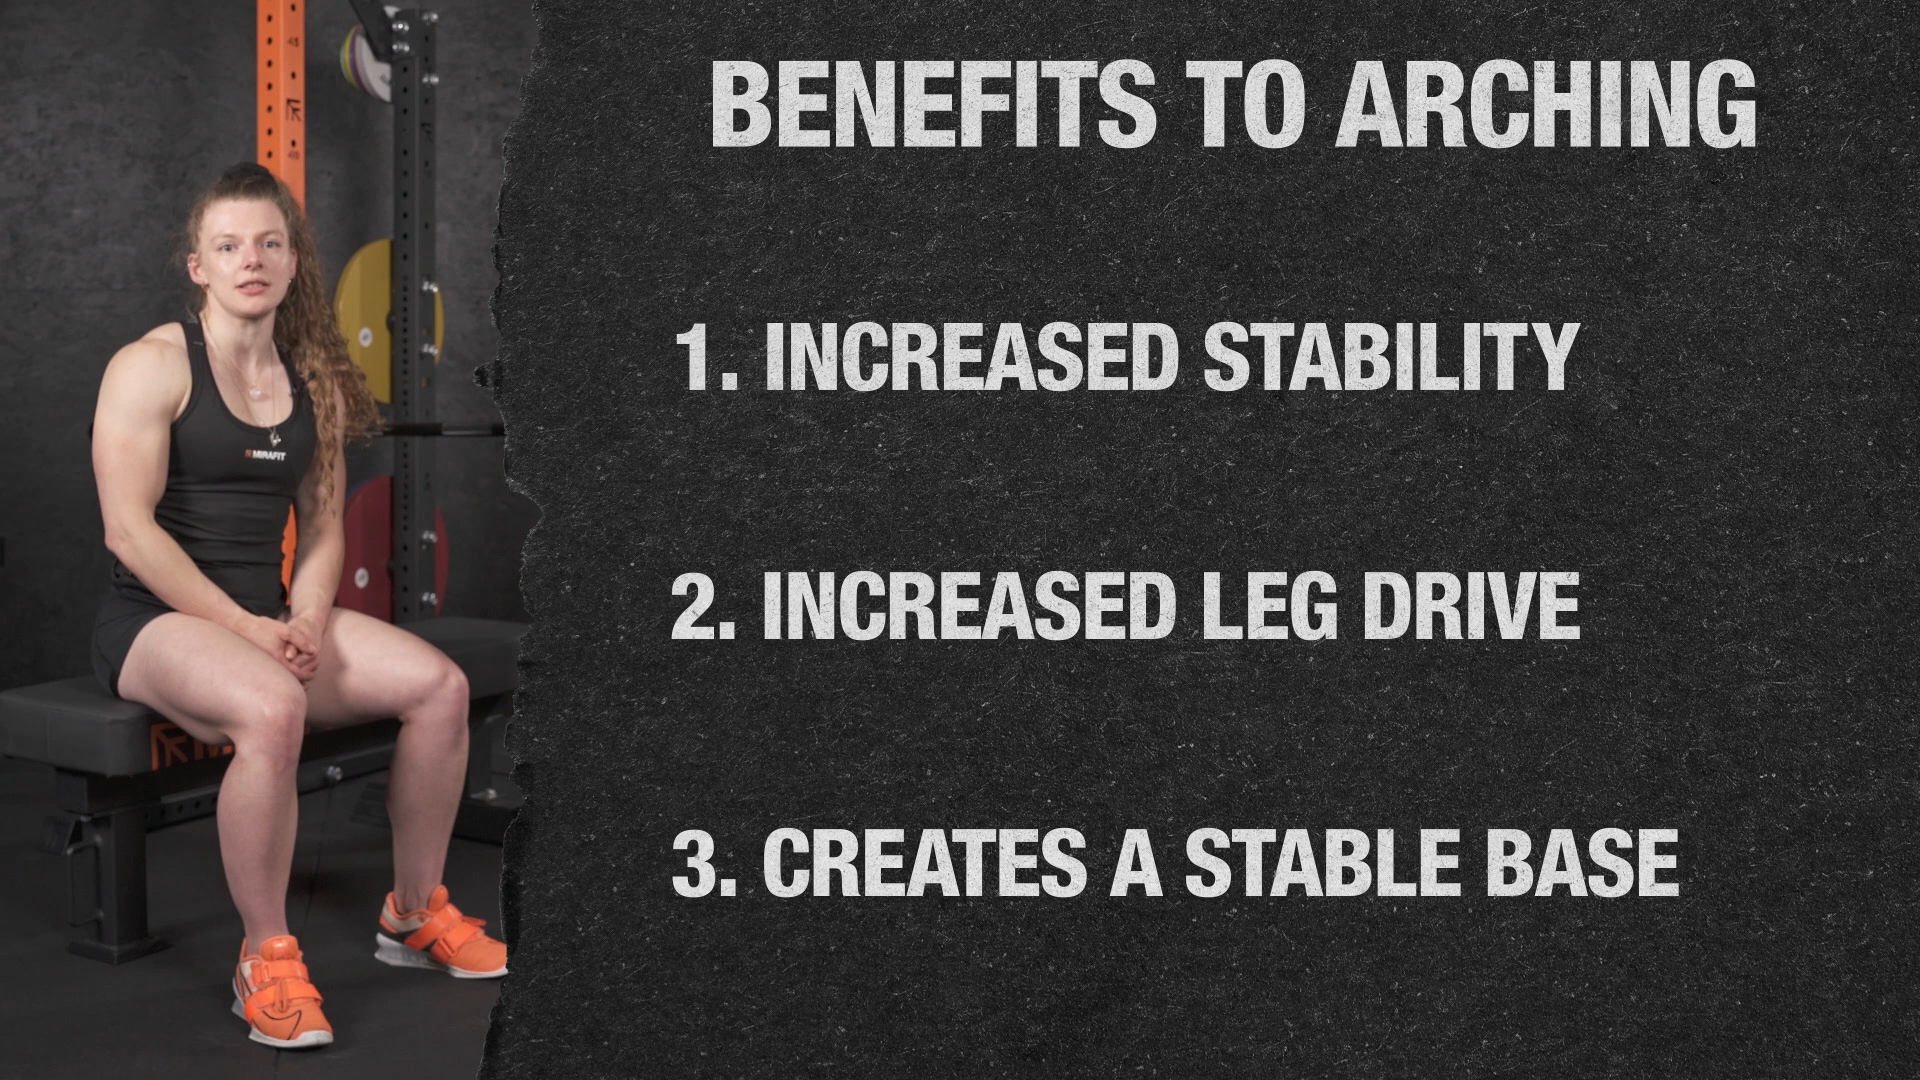 BENEFITS TO ARCHING
1. INCREASED STABILITY
2. INCREASED LEG DRIVE
3. CREATES A STABLE BASE
MIRAFIT